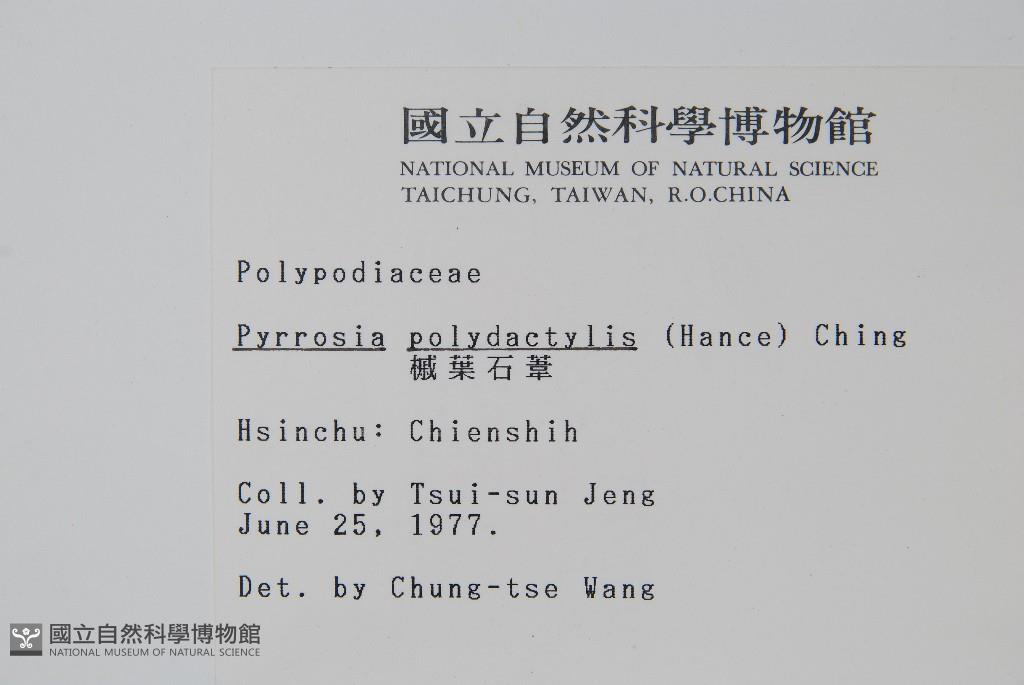 國立自然科學博物館
NATIONAL MUSEUM OF NATURAL SCIENCE
TAICHUNG, TAIWAN, R.O.CHINA
Polypodiaceae
Pyrrosia polydactylis (Hance) Ching
槭葉石葦
Hsinchu: Chienshih
Coll. by Tsui-sun Jeng
June 25, 1977.
Det. by Chung-tse Wang
國立自然科學博物館
NATIONAL MUSEUM OF NATURAL SCIENCE